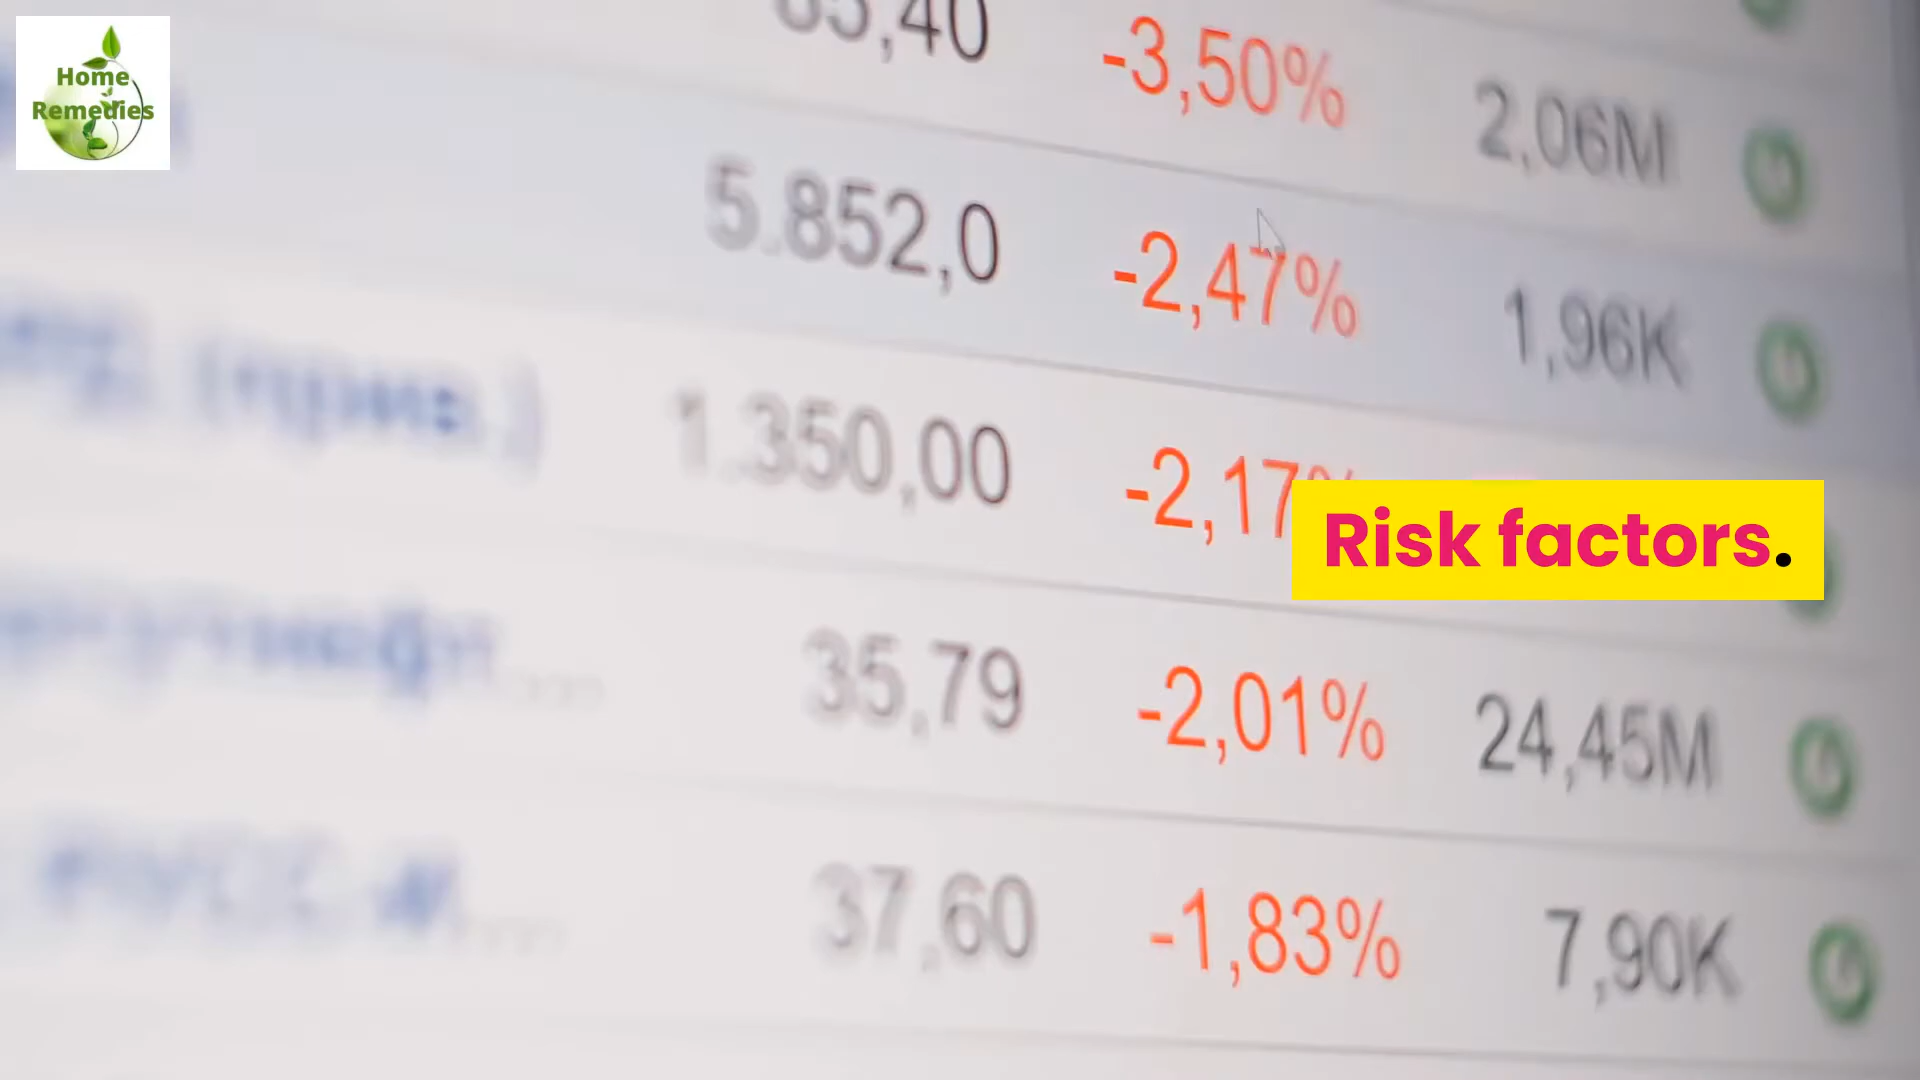 Home
Remedies
-3,50% 2,06M
5.852,0 -2,47% 1,96K
(прив.) 1.350,00 -2,17
Risk factors.
35,79 -2,01% 24,45M
37,60 -1,83% 7,90K